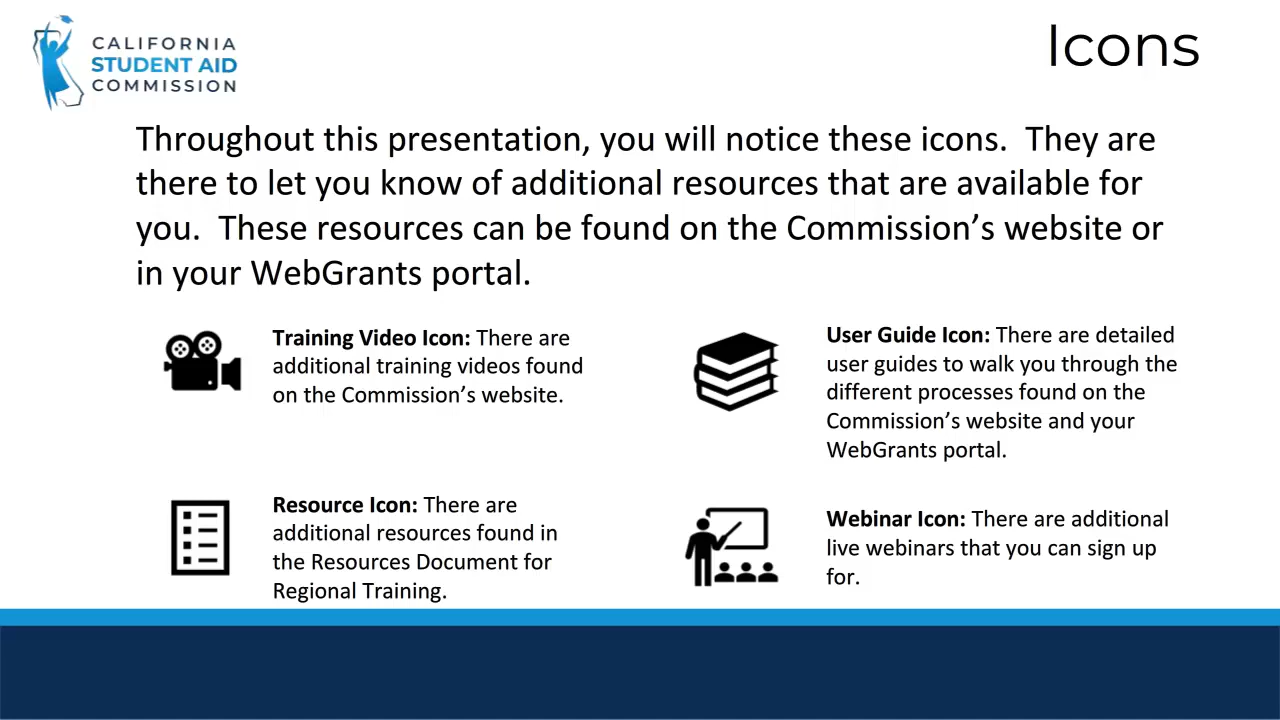 CALIFORNIA
STUDENT AID
COMMISSION
Icons
Throughout this presentation, you will notice these icons.  They are
there to let you know of additional resources that are available for
you.  These resources can be found on the Commission’s website or
in your WebGrants portal.
Training Video Icon: There are
additional training videos found
on the Commission’s website.
User Guide Icon: There are detailed
user guides to walk you through the
different processes found on the
Commission’s website and your
WebGrants portal.
Resource Icon: There are
additional resources found in
the Resources Document for
Regional Training.
Webinar Icon: There are additional
live webinars that you can sign up
for.